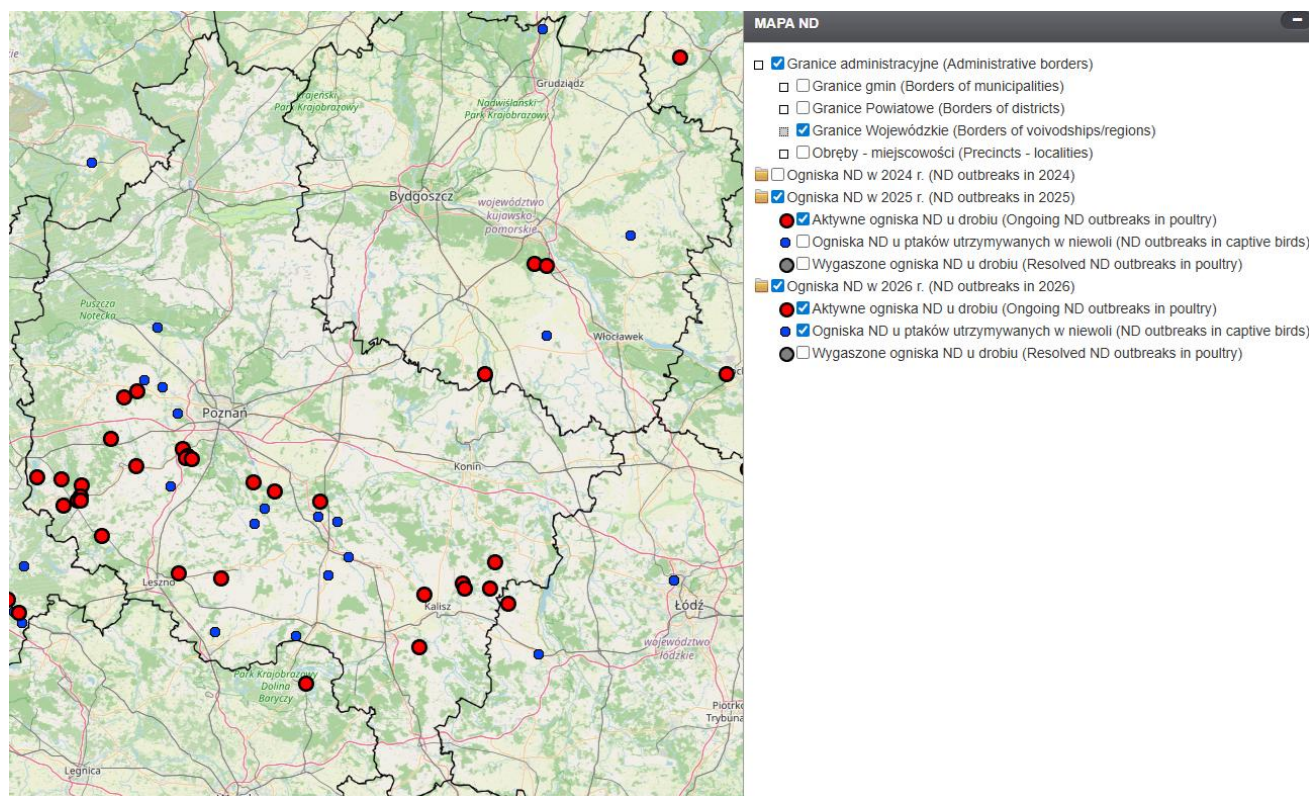 MAPA ND
Granice administracyjne (Administrative borders)
Granice gmin (Borders of municipalities)
Granice Powiatowe (Borders of districts)
Granice Wojewódzkie (Borders of voivodships/regions)
Obręby - miejscowości (Precincts - localities)
Ogniska ND w 2024 r. (ND outbreaks in 2024)
Ogniska ND w 2025 r. (ND outbreaks in 2025)
Aktywne ogniska ND u drobiu (Ongoing ND outbreaks in poultry)
Ogniska ND u ptaków utrzymywanych w niewoli (ND outbreaks in captive birds)
Wygaszone ogniska ND u drobiu (Resolved ND outbreaks in poultry)
Ogniska ND w 2026 r. (ND outbreaks in 2026)
Aktywne ogniska ND u drobiu (Ongoing ND outbreaks in poultry)
Ogniska ND u ptaków utrzymywanych w niewoli (ND outbreaks in captive birds)
Wygaszone ogniska ND u drobiu (Resolved ND outbreaks in poultry)
Grudziądz
Krajeński
Park Krajobrazowy
Nadwiślański
Park Krajobrazowy
Bydgoszcz
województwo
kujawsko-
pomorskie
Puszcza
Notecka
Włocławek
Poznań
Konin
Leszno
Kalisz
Łódź
województwo
łódzkie
Park Krajobrazowy
Dolina
Baryczy
Piotrko
Trybuna
Legnica